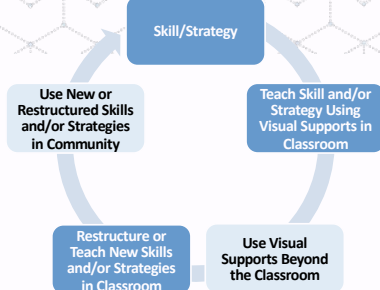 Skill/Strategy
Teach Skill and/or
Strategy Using
Visual Supports in
Classroom
Use Visual
Supports Beyond
the Classroom
Restructure or
Teach New Skills
and/or Strategies
in Classroom
Use New or
Restructured Skills
and/or Strategies
in Community